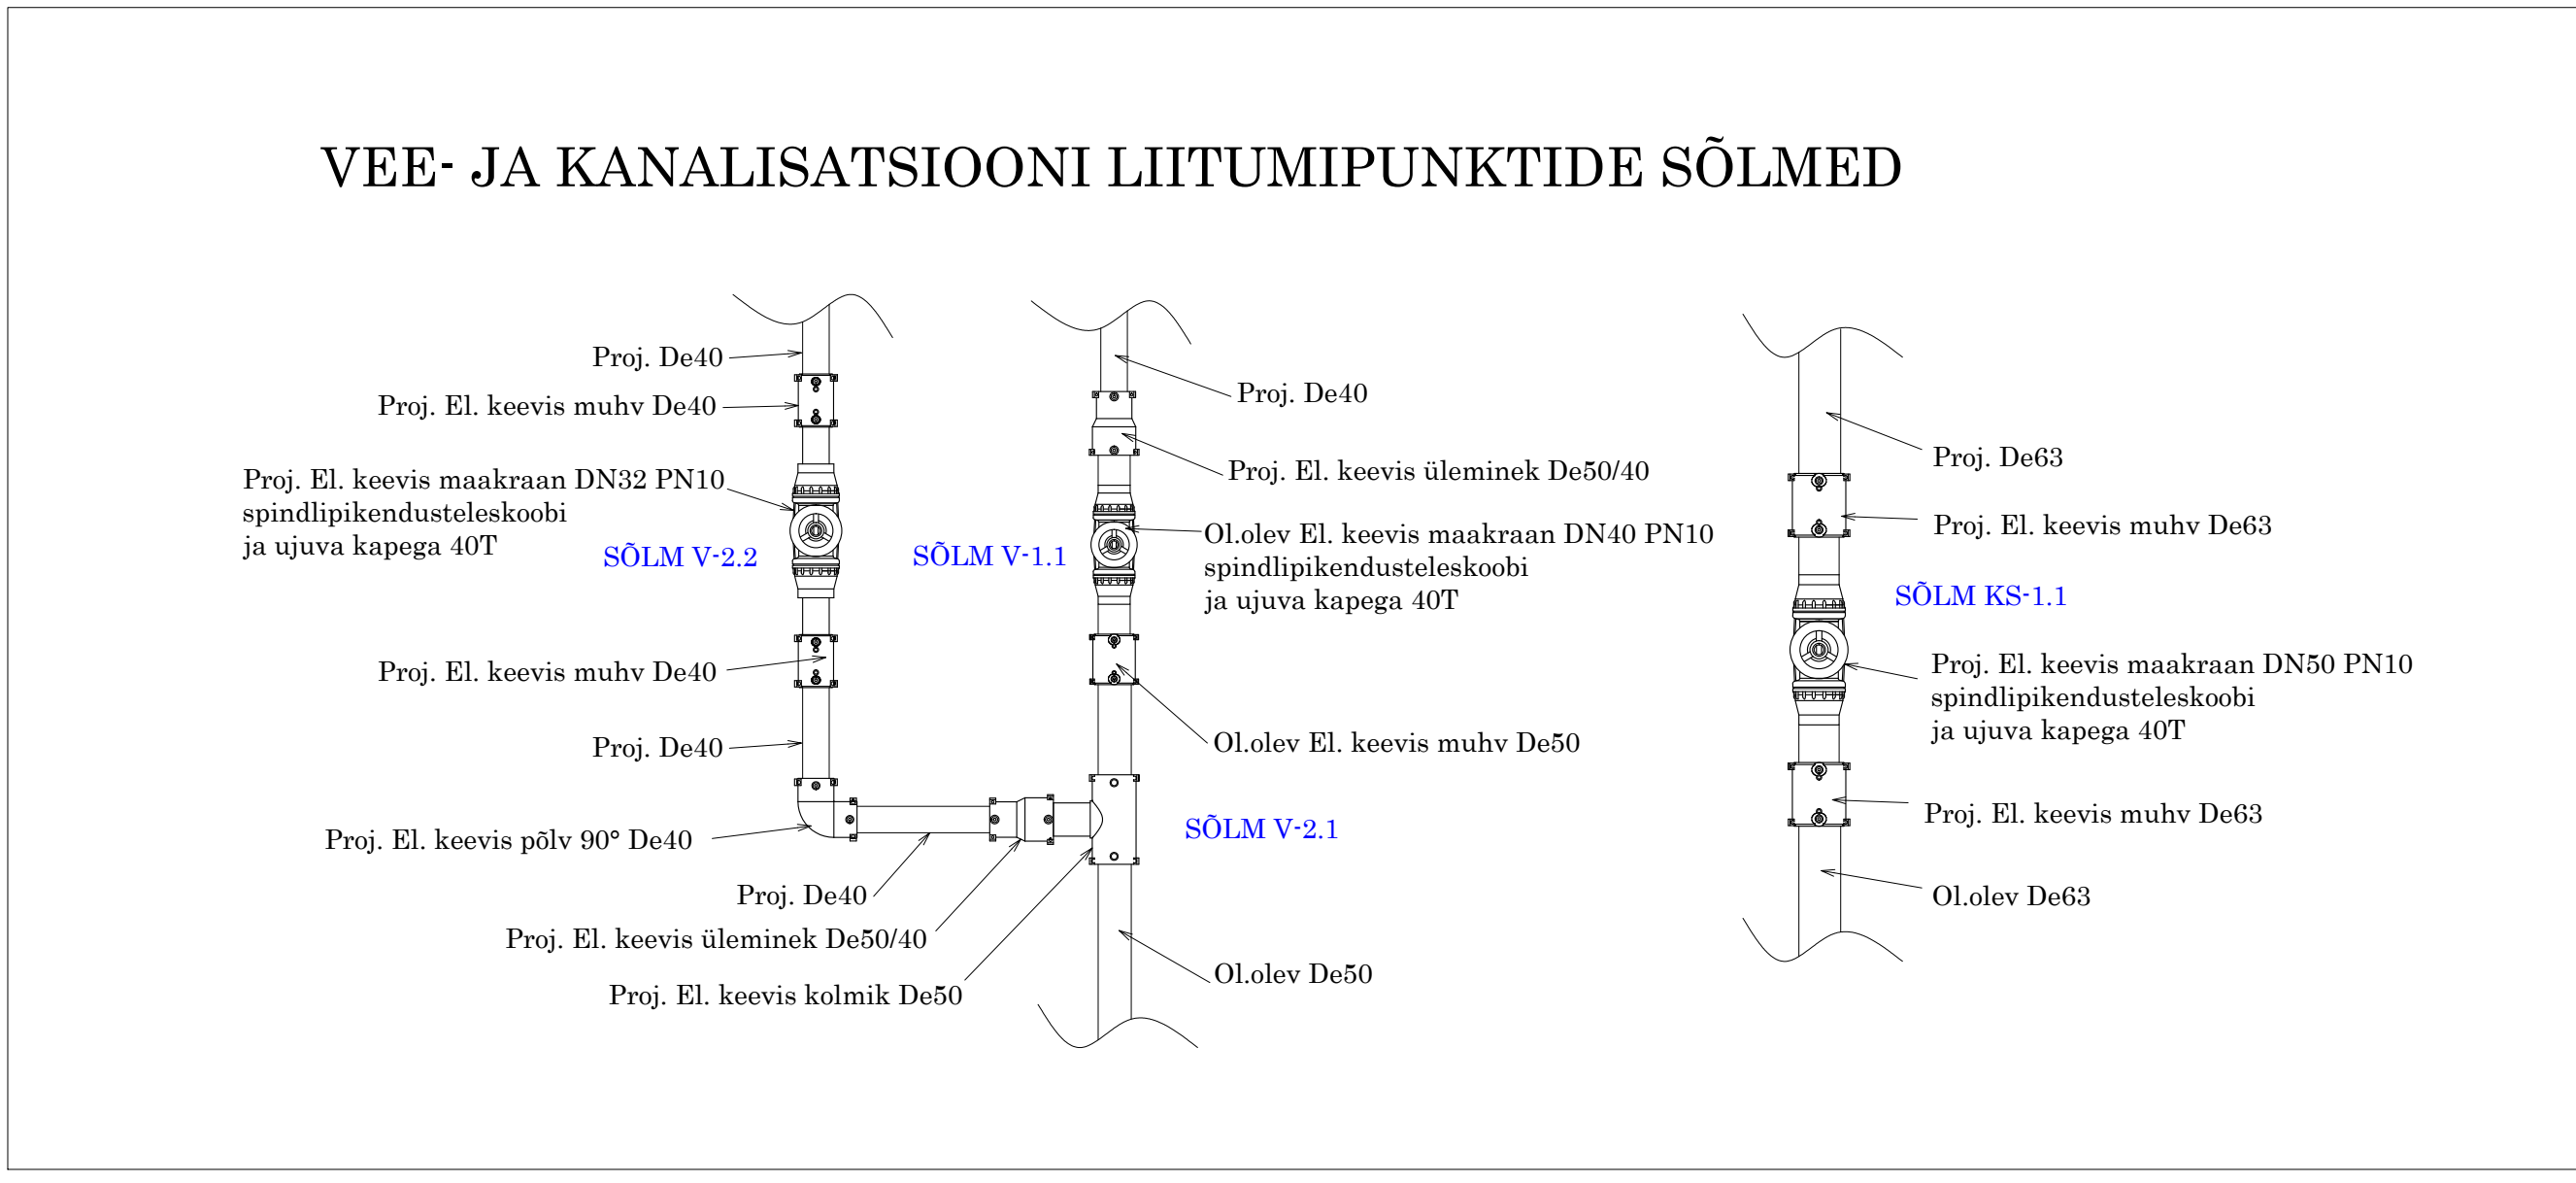 VEE- JA KANALISATSIOONI LIITUMIPUNKTIDE SÕLMED
Proj. De40
Proj. El. keevis muhv De40
Proj. El. keevis maakraan DN32 PN10
spindlipikendusteleskoobi
ja ujuva kapega 40T
SÕLM V-2.2
Proj. El. keevis muhv De40
Proj. De40
Proj. El. keevis põlv 90° De40
Proj. De40
Proj. El. keevis üleminek De50/40
Proj. El. keevis kolmik De50
Proj. De40
Proj. El. keevis üleminek De50/40
SÕLM V-1.1
Ol.olev El. keevis maakraan DN40 PN10
spindlipikendusteleskoobi
ja ujuva kapega 40T
Ol.olev El. keevis muhv De50
SÕLM V-2.1
Ol.olev De50
Proj. De63
Proj. El. keevis muhv De63
SÕLM KS-1.1
Proj. El. keevis maakraan DN50 PN10
spindlipikendusteleskoobi
ja ujuva kapega 40T
Proj. El. keevis muhv De63
Ol.olev De63